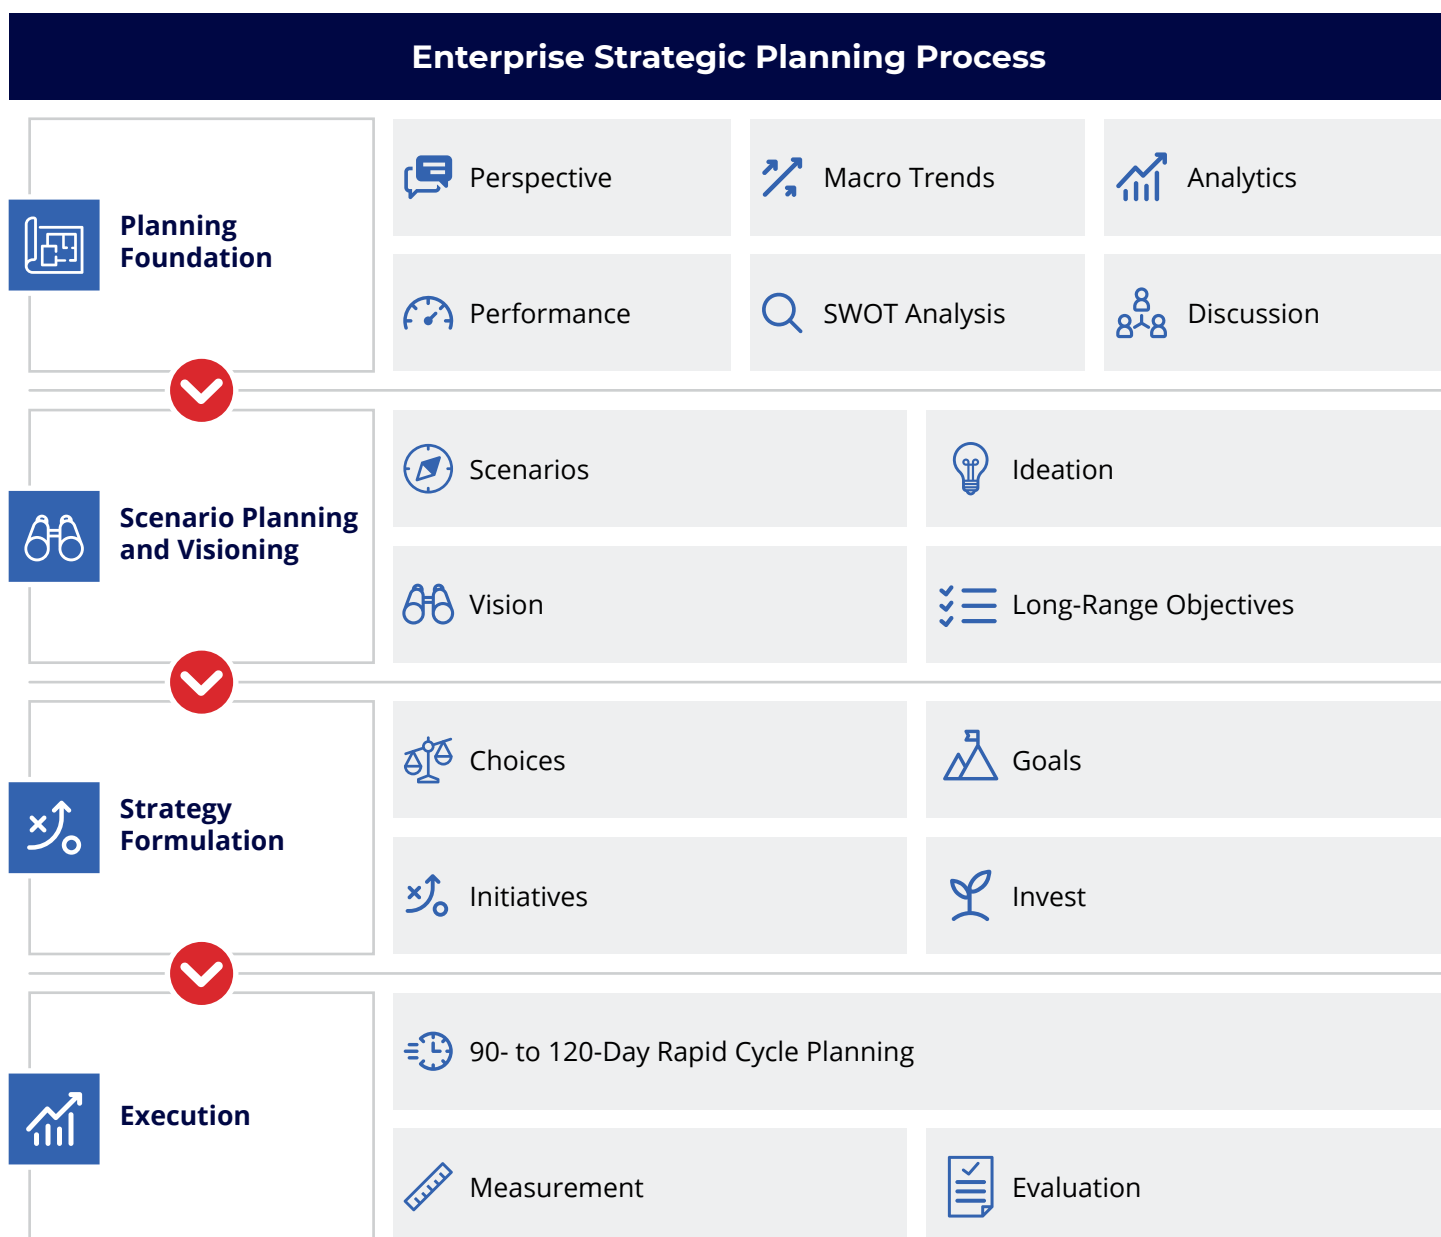 Enterprise Strategic Planning Process
Planning
Foundation
Perspective
Macro Trends
Analytics
Performance
SWOT Analysis
Discussion
Scenario Planning
and Visioning
Scenarios
Ideation
Vision
Long-Range Objectives
Strategy
Formulation
Choices
Goals
Initiatives
Invest
Execution
90- to 120-Day Rapid Cycle Planning
Measurement
Evaluation